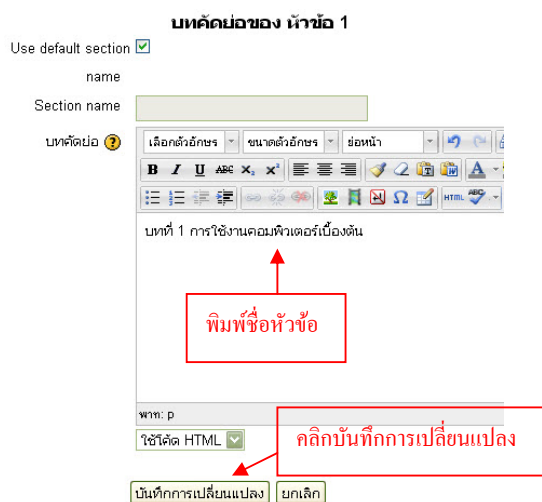 บทคัดย่อของ หัวข้อ 1
Use default section
name
Section name
บทคัดย่อ
เลือกตัวอักษร ขนาดตัวอักษร ย่อหน้า
B I U ABC X₂ X²
HTML ABC
บทที่ 1 การใช้งานคอมพิวเตอร์เบื้องต้น
พิมพ์ชื่อหัวข้อ
พาท: p
ใช้โค้ด HTML
คลิกบันทึกการเปลี่ยนแปลง
บันทึกการเปลี่ยนแปลง ยกเลิก